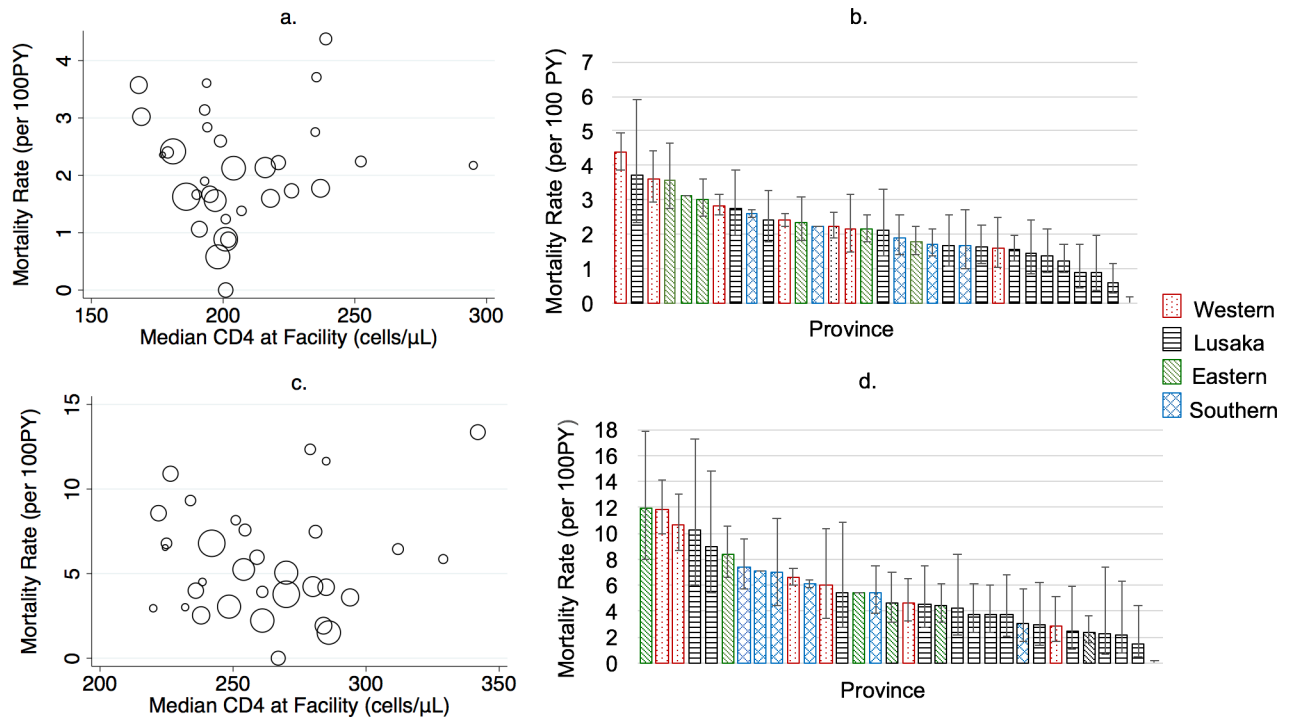 a.
Mortality Rate (per 100PY)
4
3
2
1
0
150 200 250 300
Median CD4 at Facility (cells/µL)
b.
Mortality Rate (per 100 PY)
7
6
5
4
3
2
1
0
Province
Western
Lusaka
Eastern
Southern
c.
Mortality Rate (per 100PY)
15
10
5
0
200 250 300 350
Median CD4 at Facility (cells/µL)
d.
Mortality Rate (per 100PY)
18
16
14
12
10
8
6
4
2
0
Province